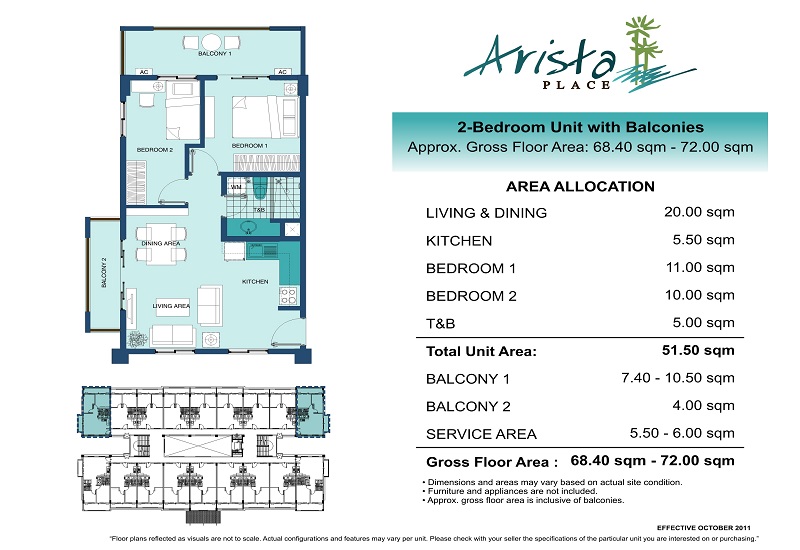 BALCONY 1
AC
AC
BEDROOM 2
BEDROOM 1
WM
T&B
DINING AREA
BALCONY 2
KITCHEN
LIVING AREA
Arista
PLACE
2-Bedroom Unit with Balconies
Approx. Gross Floor Area: 68.40 sqm - 72.00 sqm
AREA ALLOCATION
LIVING & DINING 20.00 sqm
KITCHEN 5.50 sqm
BEDROOM 1 11.00 sqm
BEDROOM 2 10.00 sqm
T&B 5.00 sqm
Total Unit Area: 51.50 sqm
BALCONY 1 7.40 - 10.50 sqm
BALCONY 2 4.00 sqm
SERVICE AREA 5.50 - 6.00 sqm
Gross Floor Area : 68.40 sqm - 72.00 sqm
• Dimensions and areas may vary based on actual site condition.
• Furniture and appliances are not included.
• Approx. gross floor area is inclusive of balconies.
EFFECTIVE OCTOBER 2011
"Floor plans reflected as visuals are not to scale. Actual configurations and features may vary per unit. Please check with your seller the specifications of the particular unit you are interested on or purchasing."